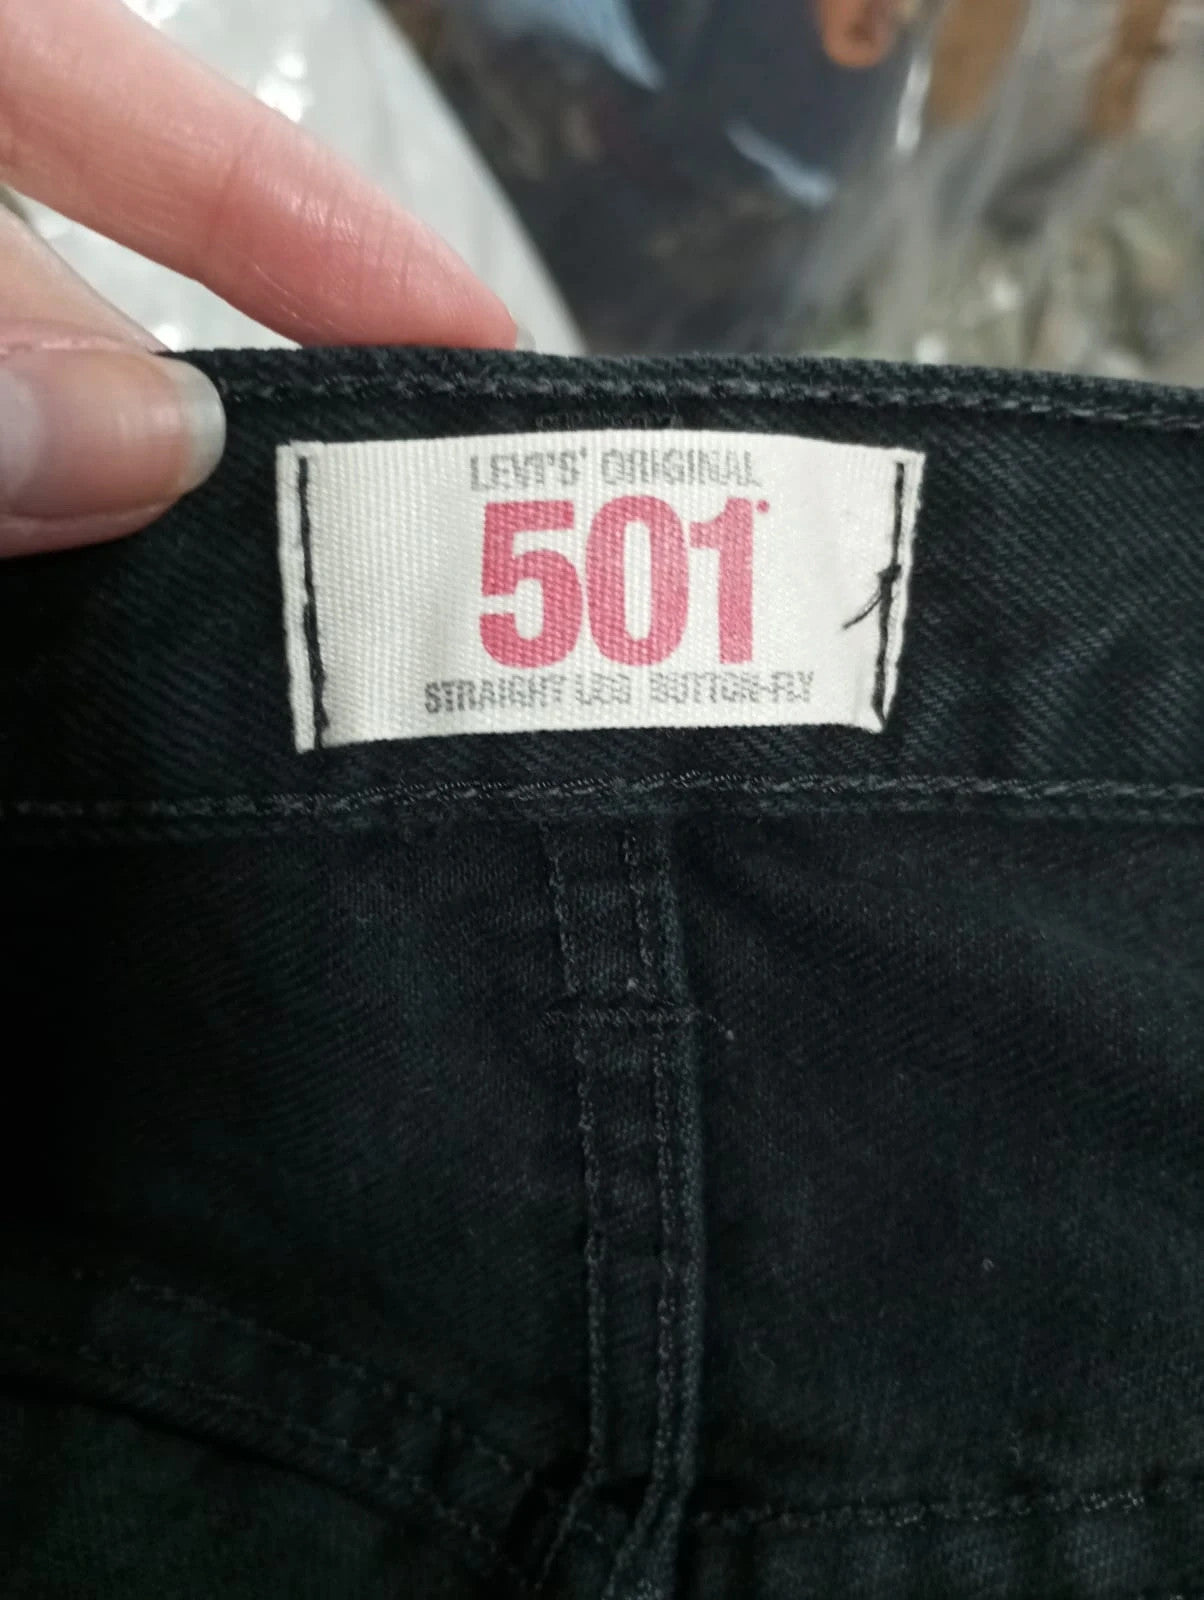 LEVI'S® ORIGINAL
501®
STRAIGHT LEG BUTTON-FLY